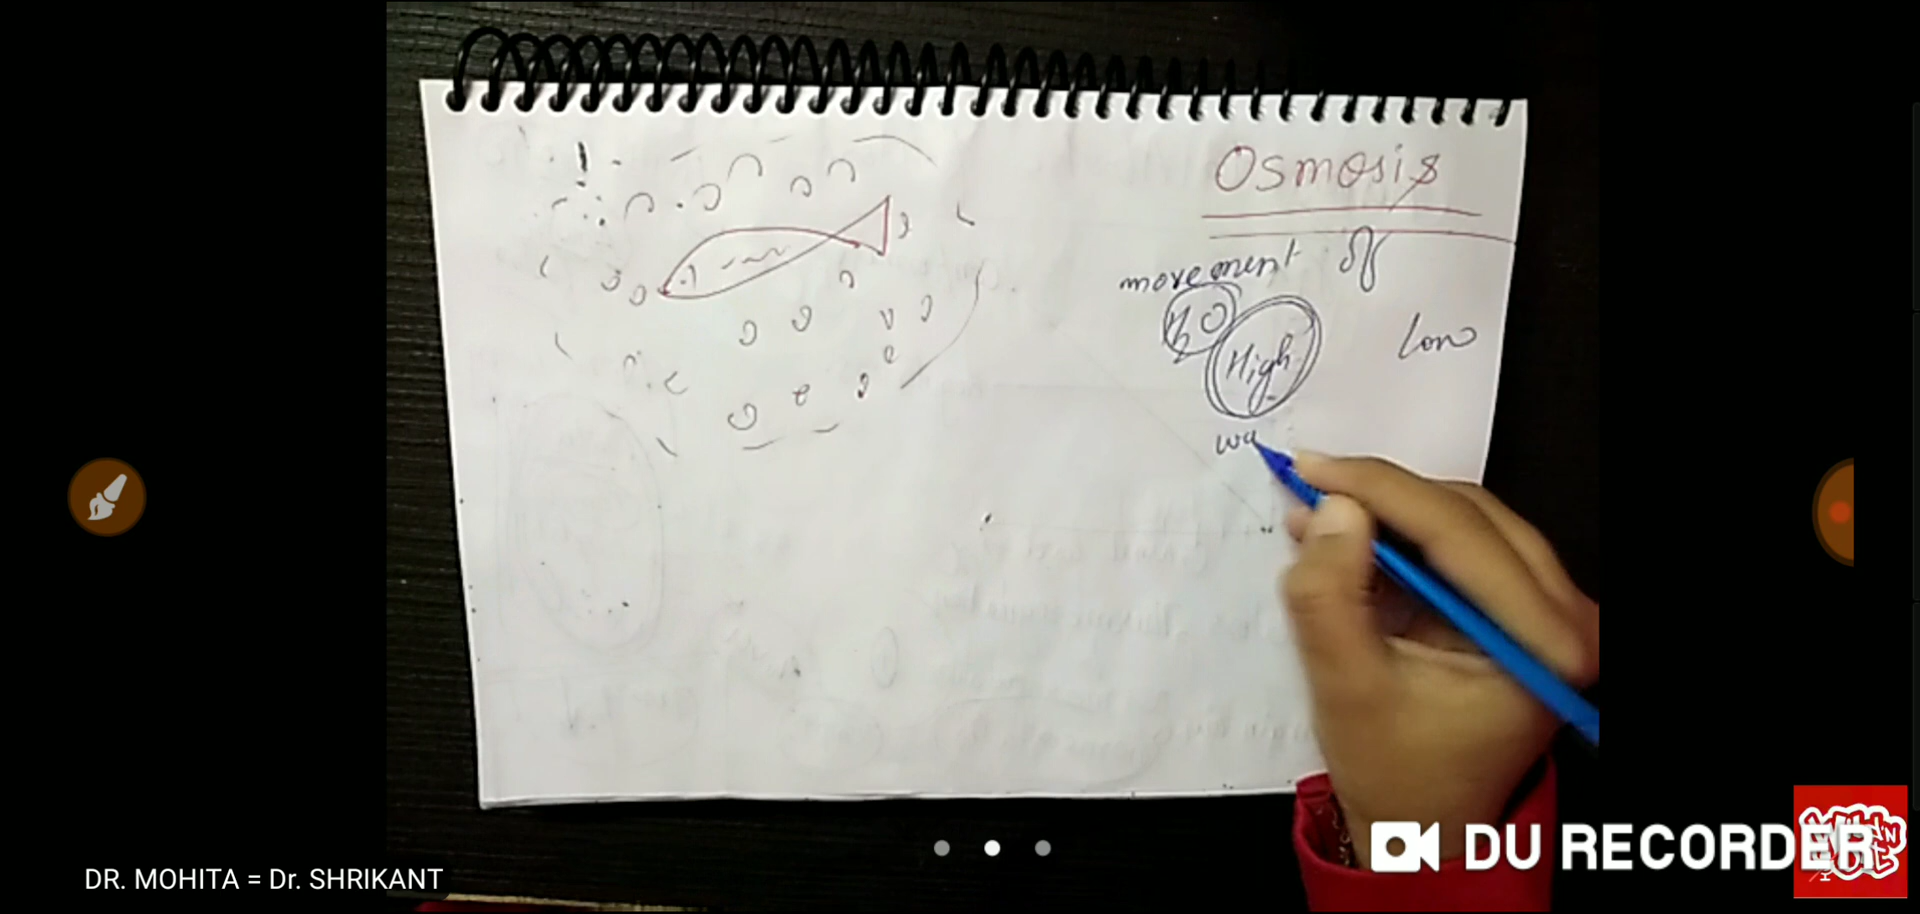 Osmosis
movement of
H2O
High Low
wa
DU RECORDER
DR. MOHITA = Dr. SHRIKANT